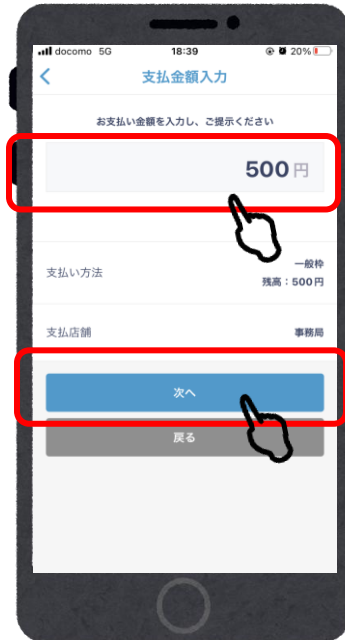 docomo 5G 18:39 20%
支払金額入力
お支払い金額を入力し、ご提示ください
500円
支払い方法 一般枠
残高：500円
支払店舗 事務局
次へ
戻る